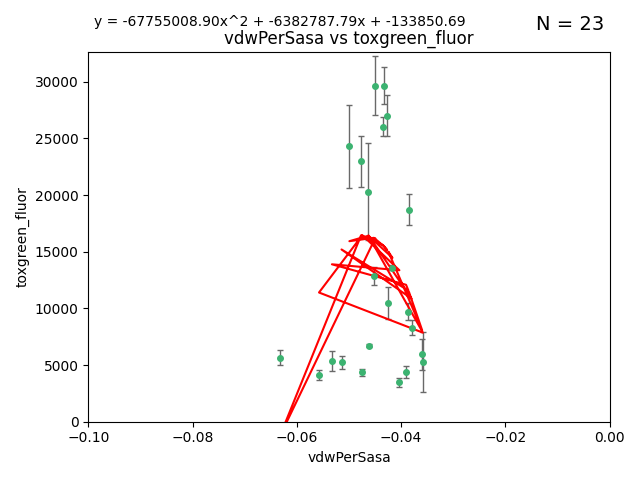 y = -67755008.90x^2 + -6382787.79x + -133850.69
N = 23
vdwPerSasa vs toxgreen_fluor
toxgreen_fluor
30000
25000
20000
15000
10000
5000
0
−0.10 −0.08 −0.06 −0.04 −0.02 0.00
vdwPerSasa